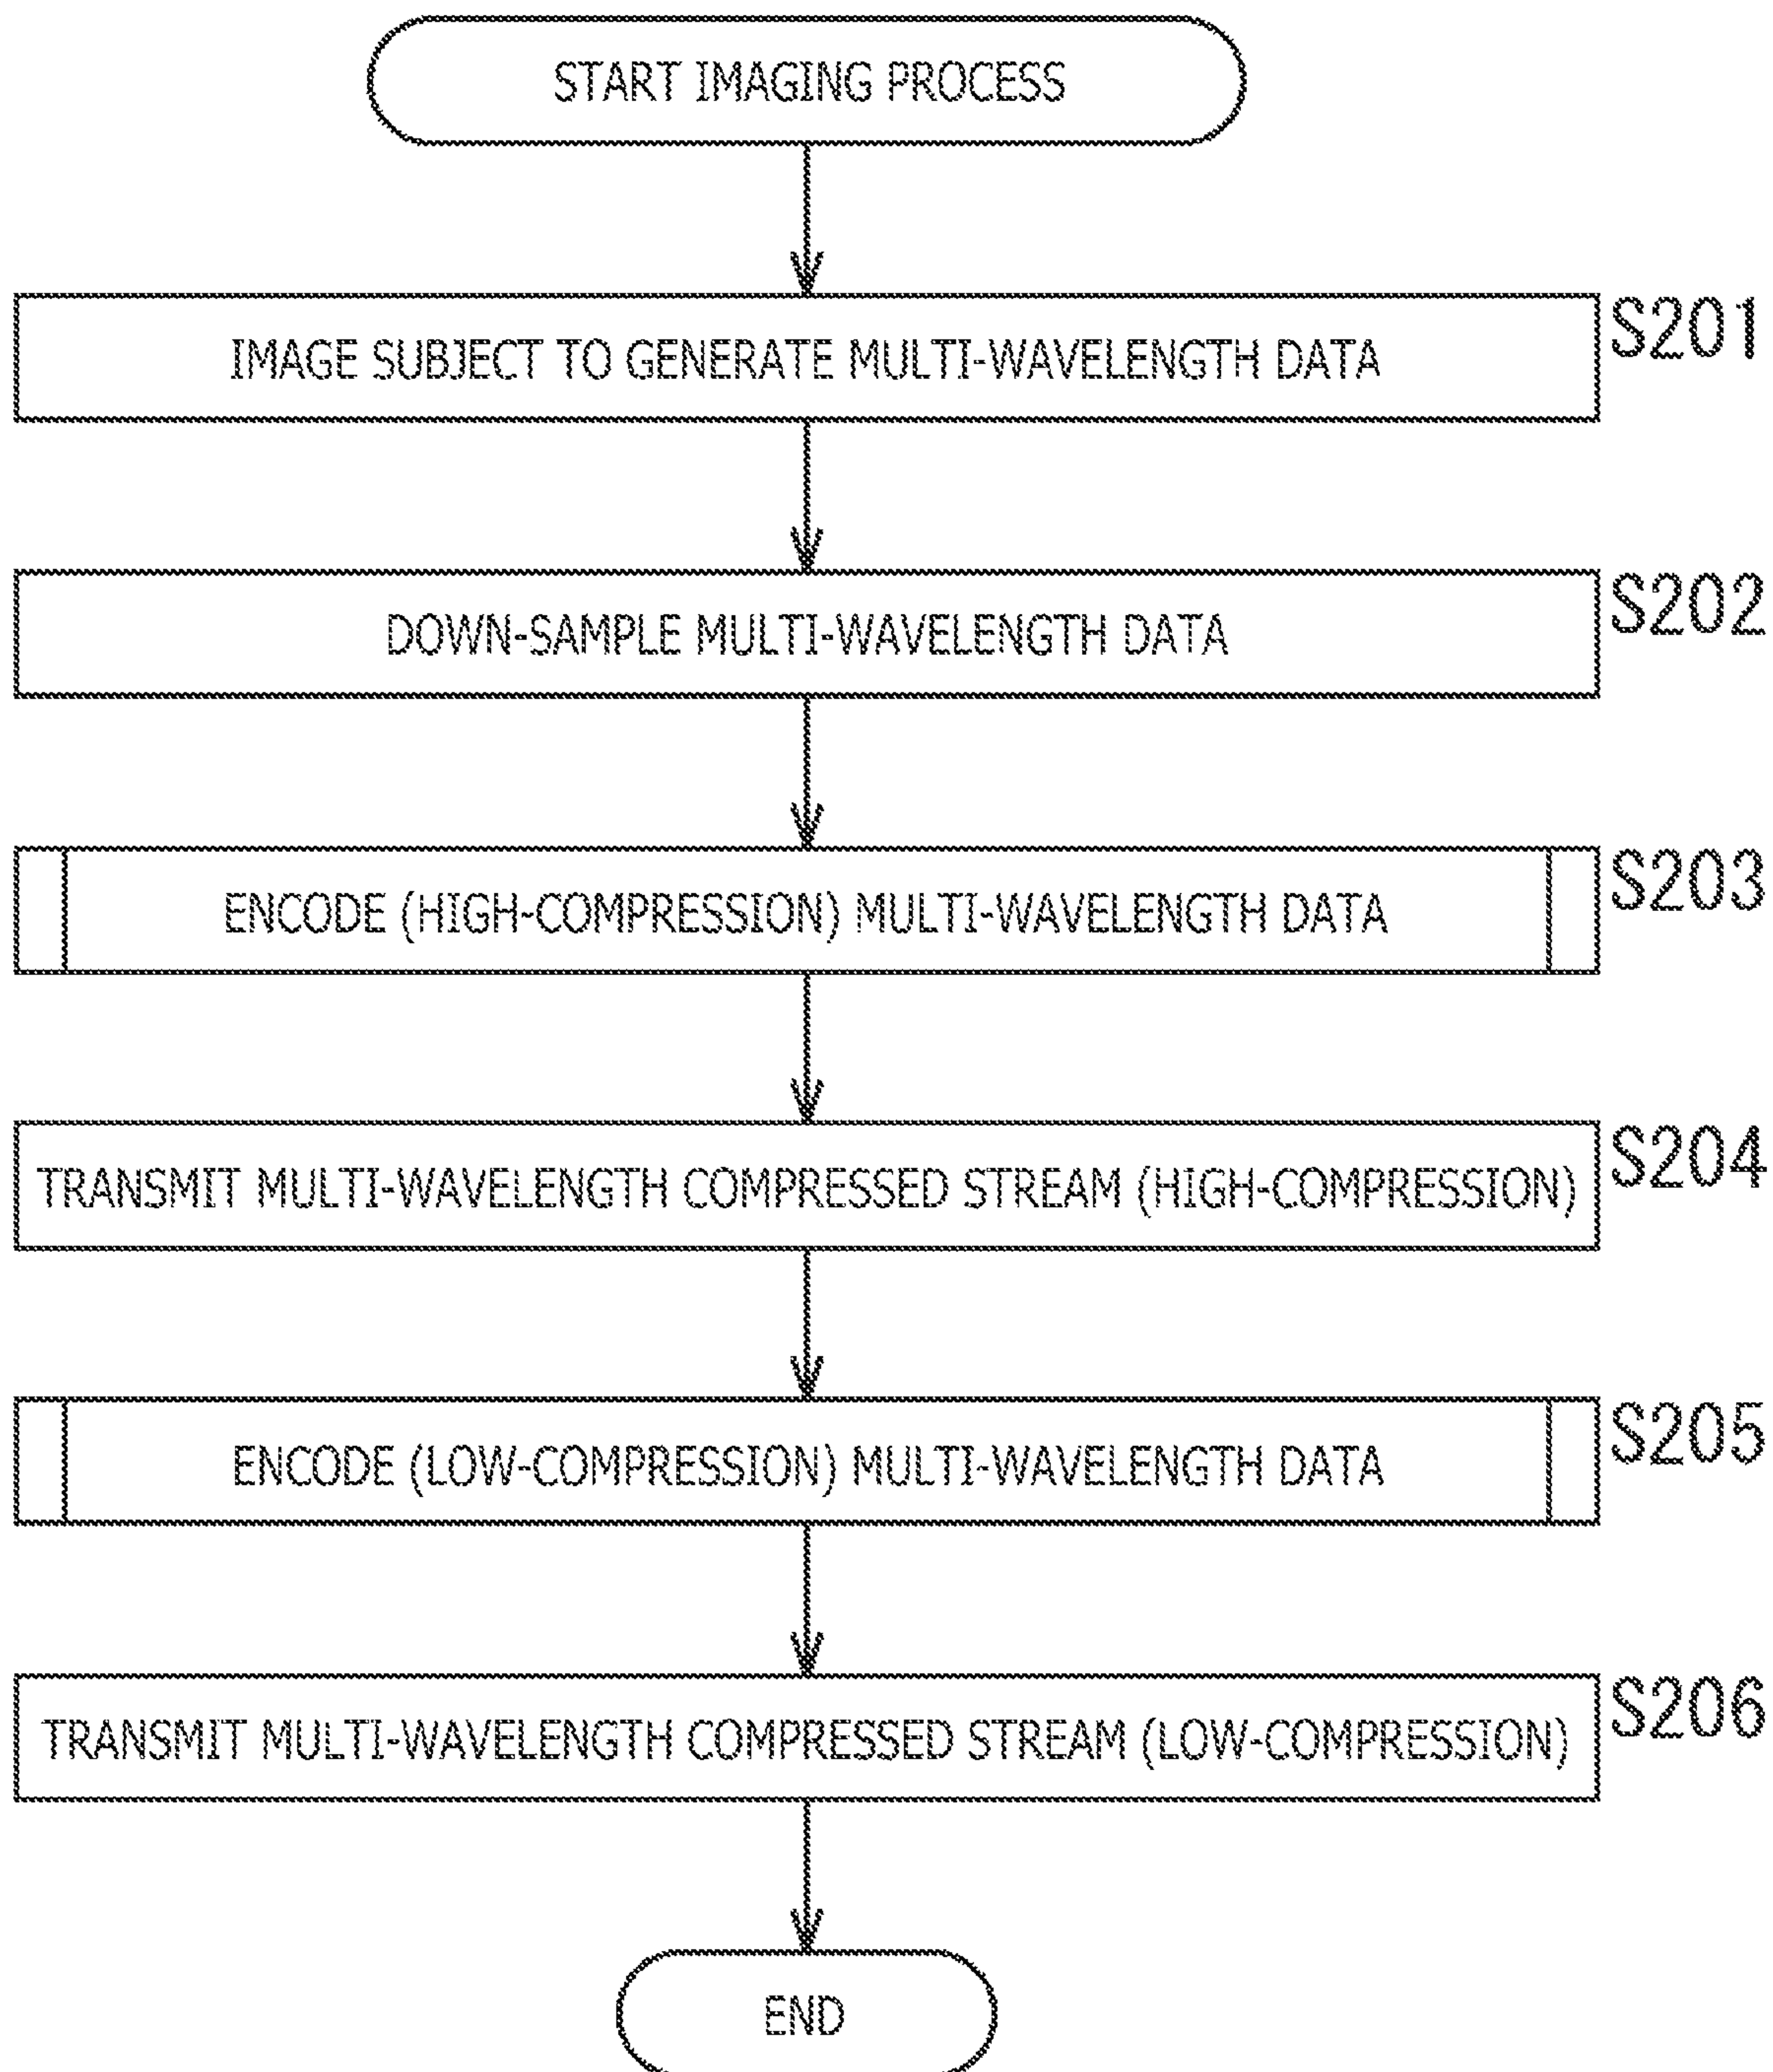 START IMAGING PROCESS
IMAGE SUBJECT TO GENERATE MULTI-WAVELENGTH DATA
S201
DOWN-SAMPLE MULTI-WAVELENGTH DATA
S202
ENCODE (HIGH-COMPRESSION) MULTI-WAVELENGTH DATA
S203
TRANSMIT MULTI-WAVELENGTH COMPRESSED STREAM (HIGH-COMPRESSION)
S204
ENCODE (LOW-COMPRESSION) MULTI-WAVELENGTH DATA
S205
TRANSMIT MULTI-WAVELENGTH COMPRESSED STREAM (LOW-COMPRESSION)
S206
END